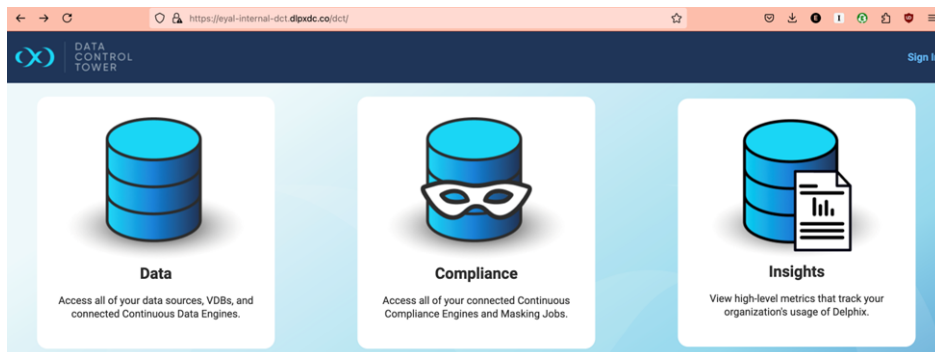 https://eyal-internal-dct.dlpxdc.co/dct/
DATA
CONTROL
TOWER
Sign
Data
Access all of your data sources, VDBs, and
connected Continuous Data Engines.
Compliance
Access all of your connected Continuous
Compliance Engines and Masking Jobs.
Insights
View high-level metrics that track your
organization's usage of Delphix.